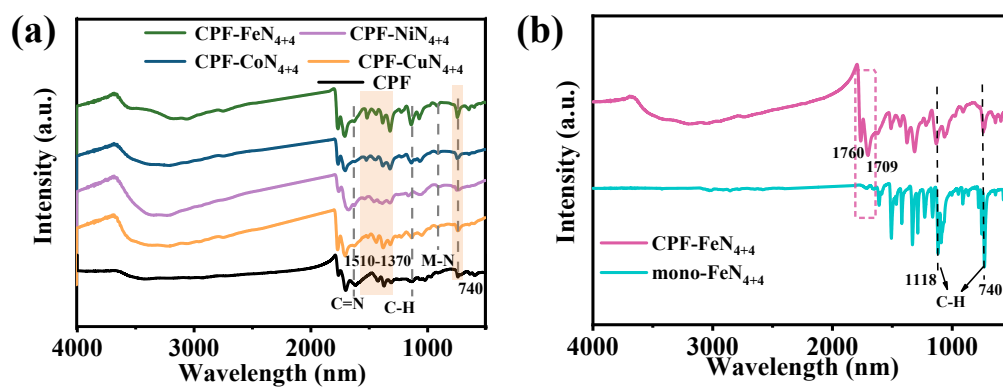 (a)
CPF-FeN4+4 CPF-NiN4+4
CPF-CoN4+4 CPF-CuN4+4
CPF
Intensity (a.u.)
1510-1370 M-N
740
C=N C-H
4000 3000 2000 1000
Wavelength (nm)
(b)
Intensity (a.u.)
1760
1709
CPF-FeN4+4
mono-FeN4+4
1118 740
C-H
4000 3000 2000 1000
Wavelength (nm)